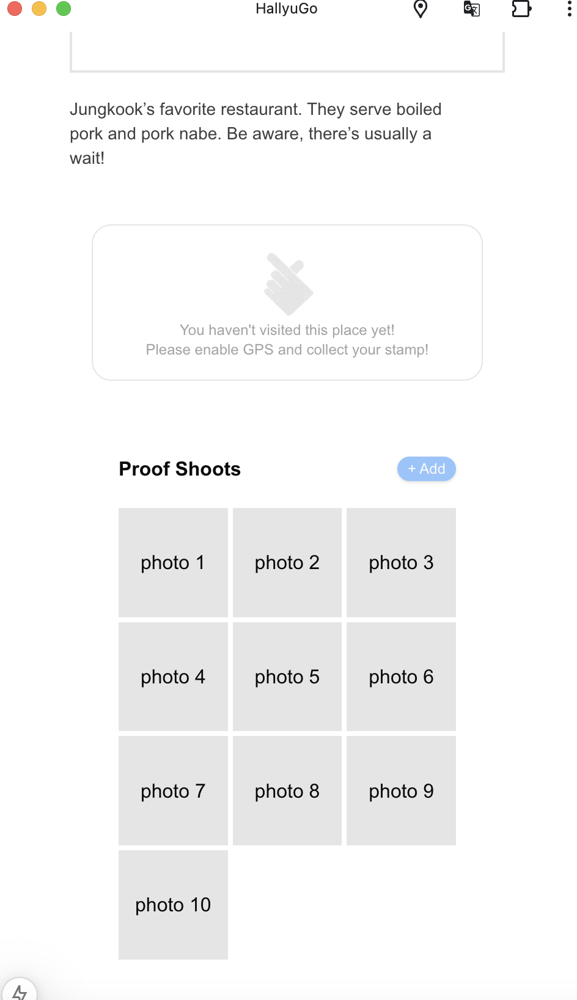 HallyuGo
Jungkook’s favorite restaurant. They serve boiled
pork and pork nabe. Be aware, there’s usually a
wait!
You haven't visited this place yet!
Please enable GPS and collect your stamp!
Proof Shoots
+ Add
photo 1
photo 2
photo 3
photo 4
photo 5
photo 6
photo 7
photo 8
photo 9
photo 10